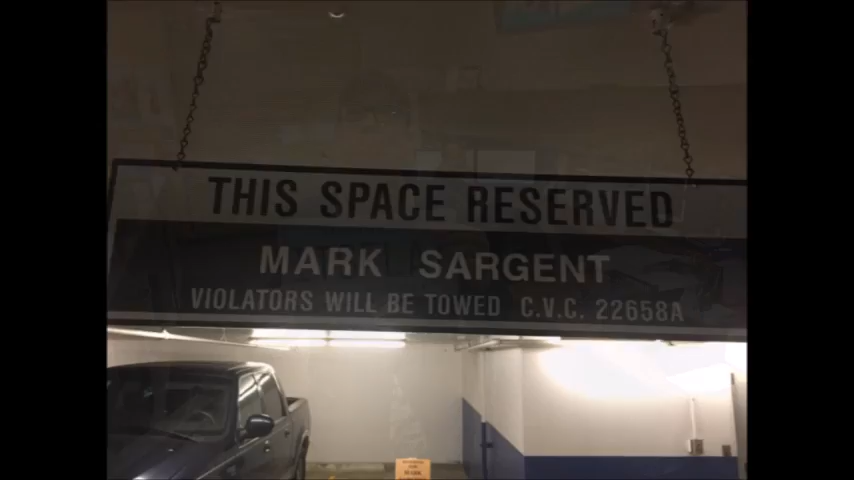 THIS SPACE RESERVED
MARK SARGENT
VIOLATORS WILL BE TOWED C.V.C. 22658A